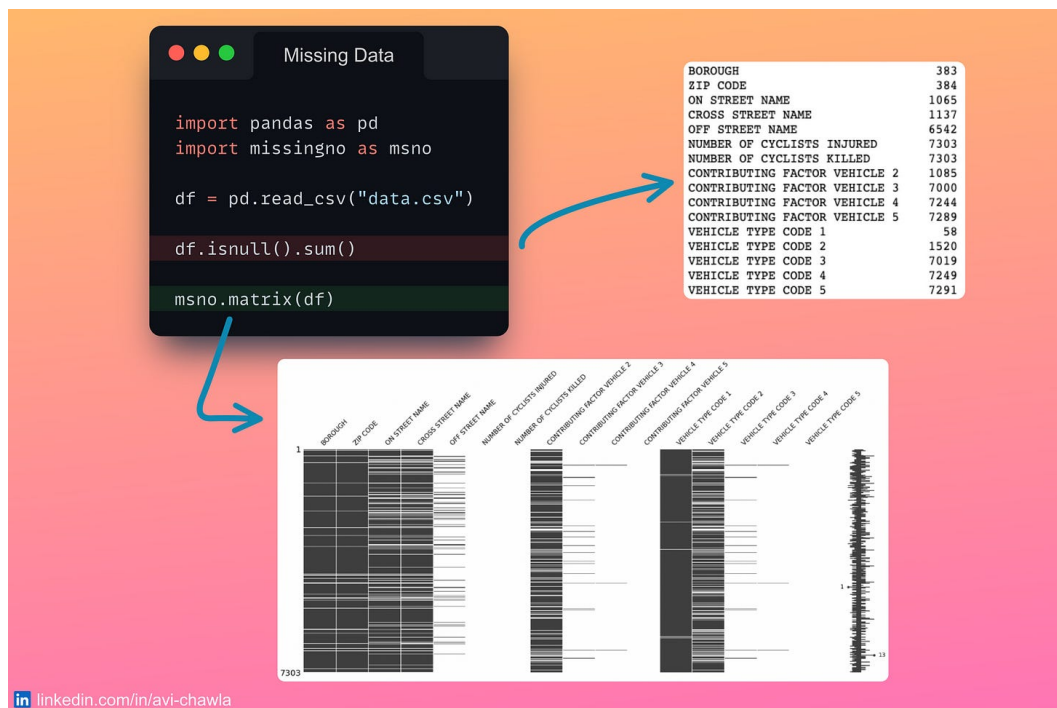 Missing Data
import pandas as pd
import missingno as msno
df = pd.read_csv("data.csv")
df.isnull().sum()
msno.matrix(df)
BOROUGH 383
ZIP CODE 384
ON STREET NAME 1065
CROSS STREET NAME 1137
OFF STREET NAME 6542
NUMBER OF CYCLISTS INJURED 7303
NUMBER OF CYCLISTS KILLED 7303
CONTRIBUTING FACTOR VEHICLE 2 1085
CONTRIBUTING FACTOR VEHICLE 3 7000
CONTRIBUTING FACTOR VEHICLE 4 7244
CONTRIBUTING FACTOR VEHICLE 5 7289
VEHICLE TYPE CODE 1 58
VEHICLE TYPE CODE 2 1520
VEHICLE TYPE CODE 3 7019
VEHICLE TYPE CODE 4 7249
VEHICLE TYPE CODE 5 7291
BOROUGH
ZIP CODE
ON STREET NAME
CROSS STREET NAME
OFF STREET NAME
NUMBER OF CYCLISTS INJURED
NUMBER OF CYCLISTS KILLED
CONTRIBUTING FACTOR VEHICLE 2
CONTRIBUTING FACTOR VEHICLE 3
CONTRIBUTING FACTOR VEHICLE 4
CONTRIBUTING FACTOR VEHICLE 5
VEHICLE TYPE CODE 1
VEHICLE TYPE CODE 2
VEHICLE TYPE CODE 3
VEHICLE TYPE CODE 4
VEHICLE TYPE CODE 5
1
1
13
7303
in linkedin.com/in/avi-chawla